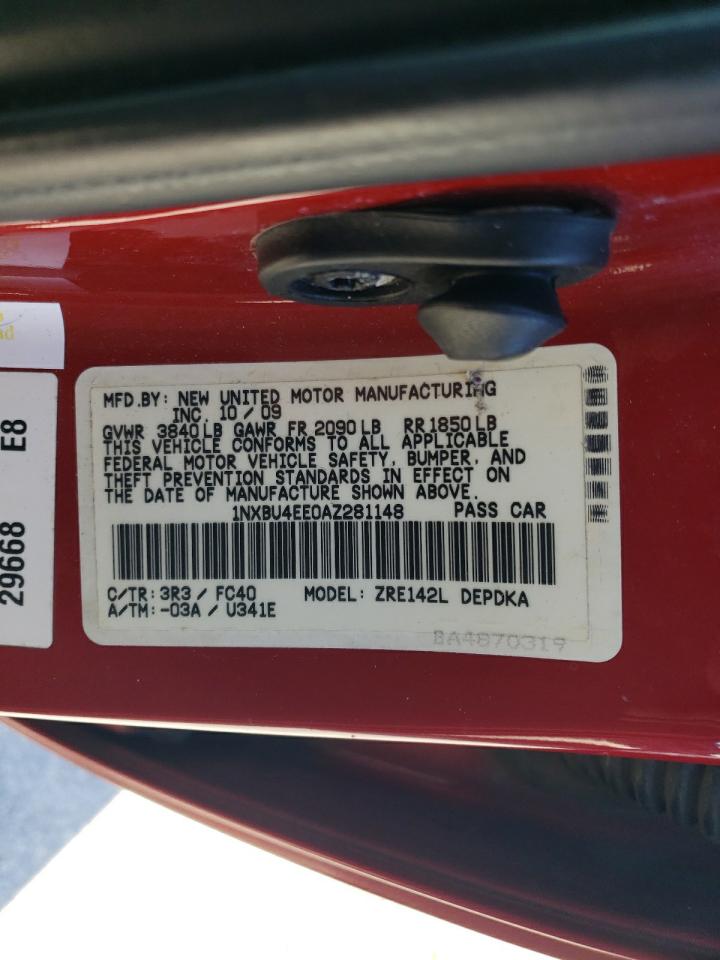 MFD.BY: NEW UNITED MOTOR MANUFACTURING
INC. 10 / 09
GVWR 3840 LB GAWR FR 2090 LB RR 1850 LB
THIS VEHICLE CONFORMS TO ALL APPLICABLE
FEDERAL MOTOR VEHICLE SAFETY, BUMPER, AND
THEFT PREVENTION STANDARDS IN EFFECT ON
THE DATE OF MANUFACTURE SHOWN ABOVE.
1NXBU4EE0AZ281148 PASS CAR
C/TR: 3R3 / FC40 MODEL: ZRE142L DEPDKA
A/TM: -03A / U341E
BA4870319
29668 E8